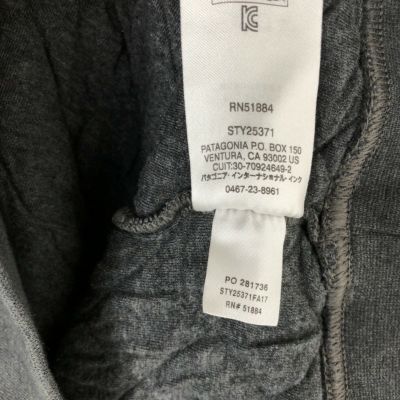 RN51884
STY25371
PATAGONIA P.O. BOX 150
VENTURA, CA 93002 US
CUIT:30-70924649-2
パタゴニア・インターナショナル・インク
0467-23-8961
PO 281736
STY25371FA17
RN# 51884